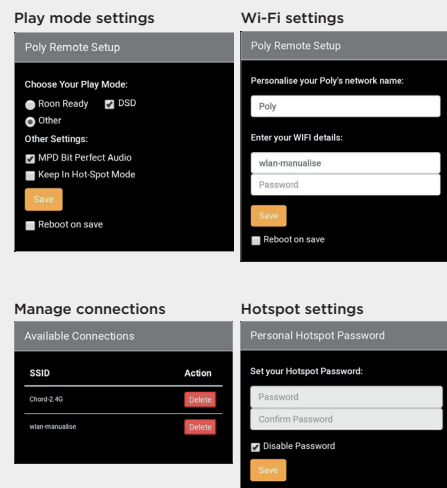 Play mode settings
Poly Remote Setup
Choose Your Play Mode:
Roon Ready DSD
Other
Other Settings:
MPD Bit Perfect Audio
Keep In Hot-Spot Mode
Save
Reboot on save
Wi-Fi settings
Poly Remote Setup
Personalise your Poly's network name:
Poly
Enter your WIFI details:
wlan-manualise
Password
Save
Reboot on save
Manage connections
Available Connections
SSID Action
Chord-2.4G Delete
wlan-manualise Delete
Hotspot settings
Personal Hotspot Password
Set your Hotspot Password:
Password
Confirm Password
Disable Password
Save